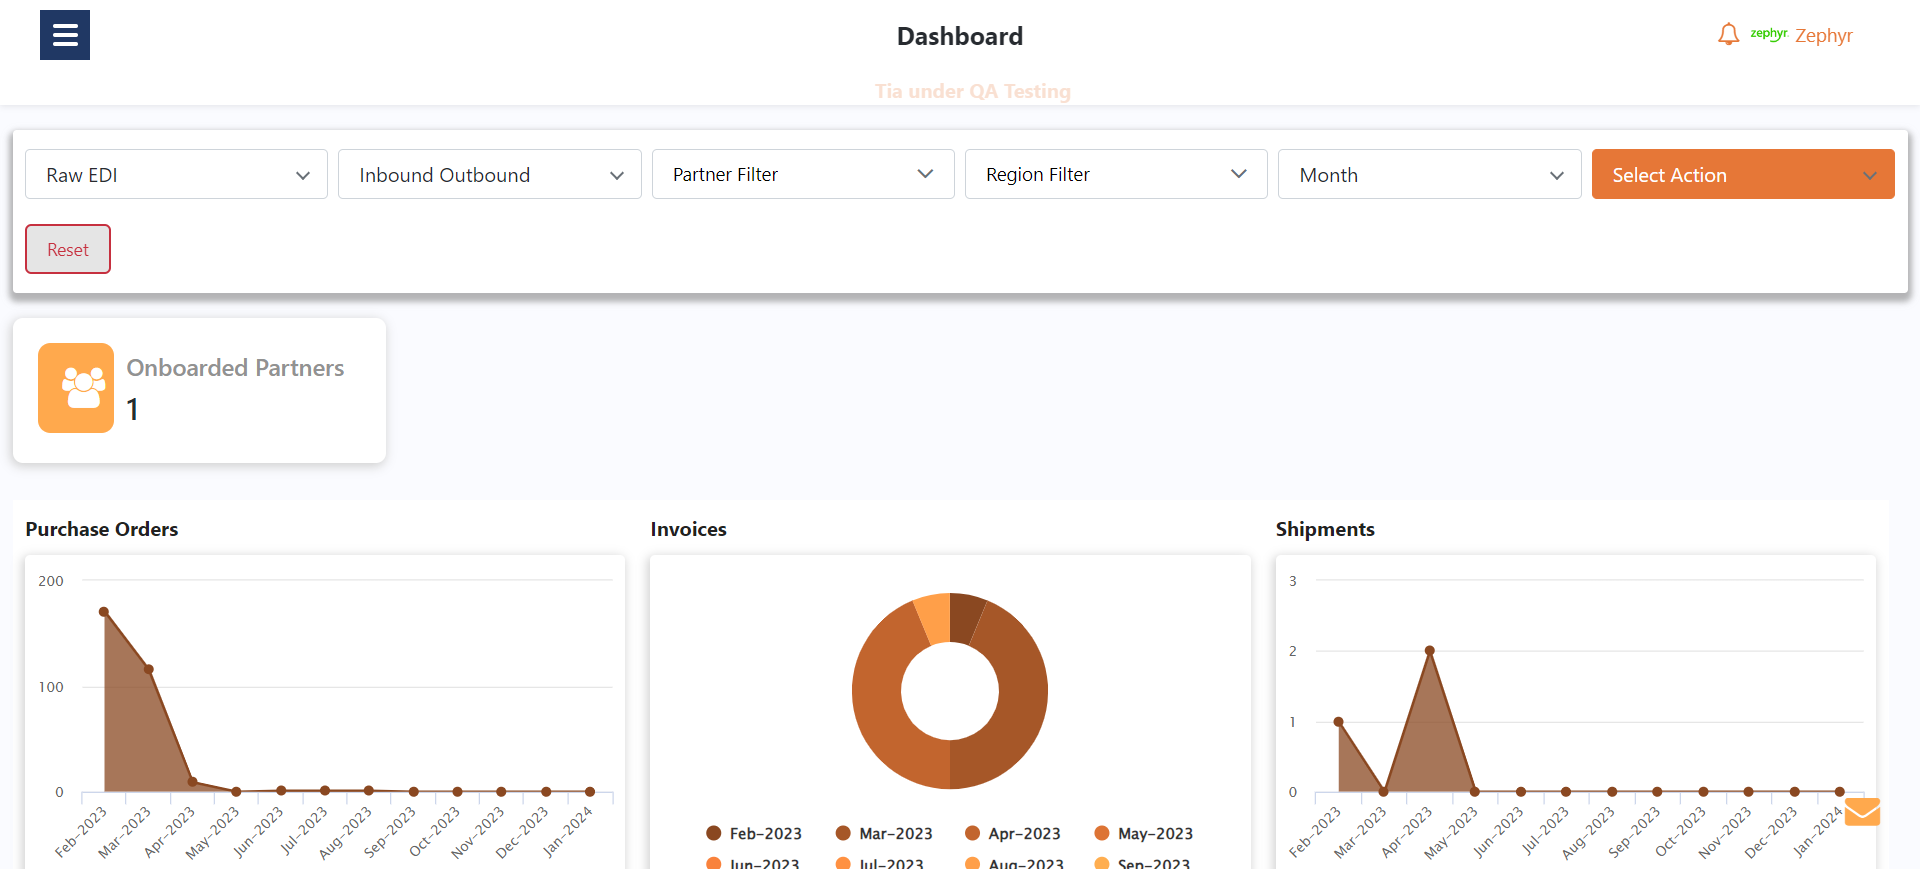 Dashboard
zephyr Zephyr
Tia under QA Testing
Raw EDI
Inbound Outbound
Partner Filter
Region Filter
Month
Select Action
Reset
Onboarded Partners
1
Purchase Orders
200
100
0
Feb-2023 Mar-2023 Apr-2023 May-2023 Jun-2023 Jul-2023 Aug-2023 Sep-2023 Oct-2023 Nov-2023 Dec-2023 Jan-2024
Invoices
Feb-2023 Mar-2023 Apr-2023 May-2023
Jun-2023 Jul-2023 Aug-2023 Sep-2023
Shipments
3
2
1
0
Feb-2023 Mar-2023 Apr-2023 May-2023 Jun-2023 Jul-2023 Aug-2023 Sep-2023 Oct-2023 Nov-2023 Dec-2023 Jan-2024